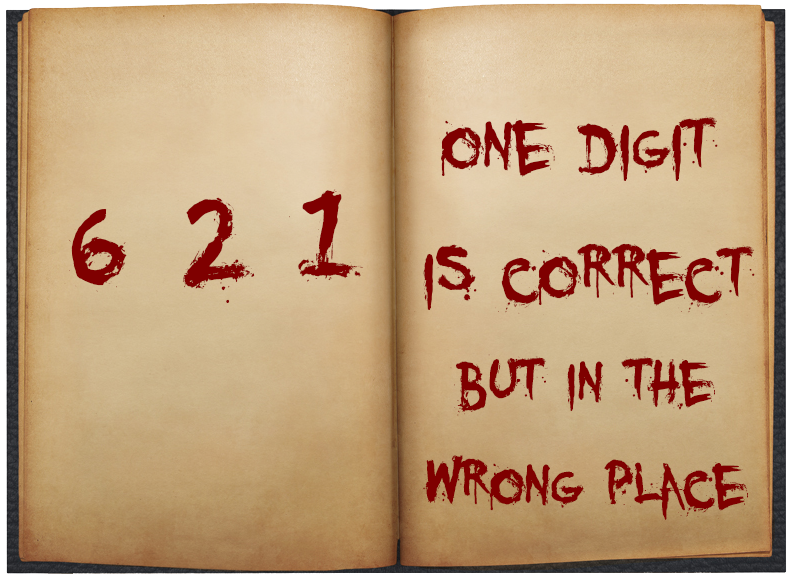 6 2 1
ONE DIGIT
IS CORRECT
BUT IN THE
WRONG PLACE